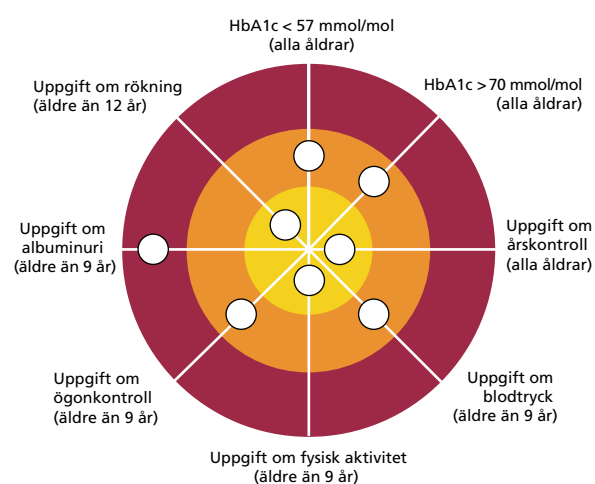 HbA1c < 57 mmol/mol
(alla åldrar)
HbA1c >70 mmol/mol
(alla åldrar)
Uppgift om
årskontroll
(alla åldrar)
Uppgift om
blodtryck
(äldre än 9 år)
Uppgift om fysisk aktivitet
(äldre än 9 år)
Uppgift om
ögonkontroll
(äldre än 9 år)
Uppgift om
albuminuri
(äldre än 9 år)
Uppgift om rökning
(äldre än 12 år)